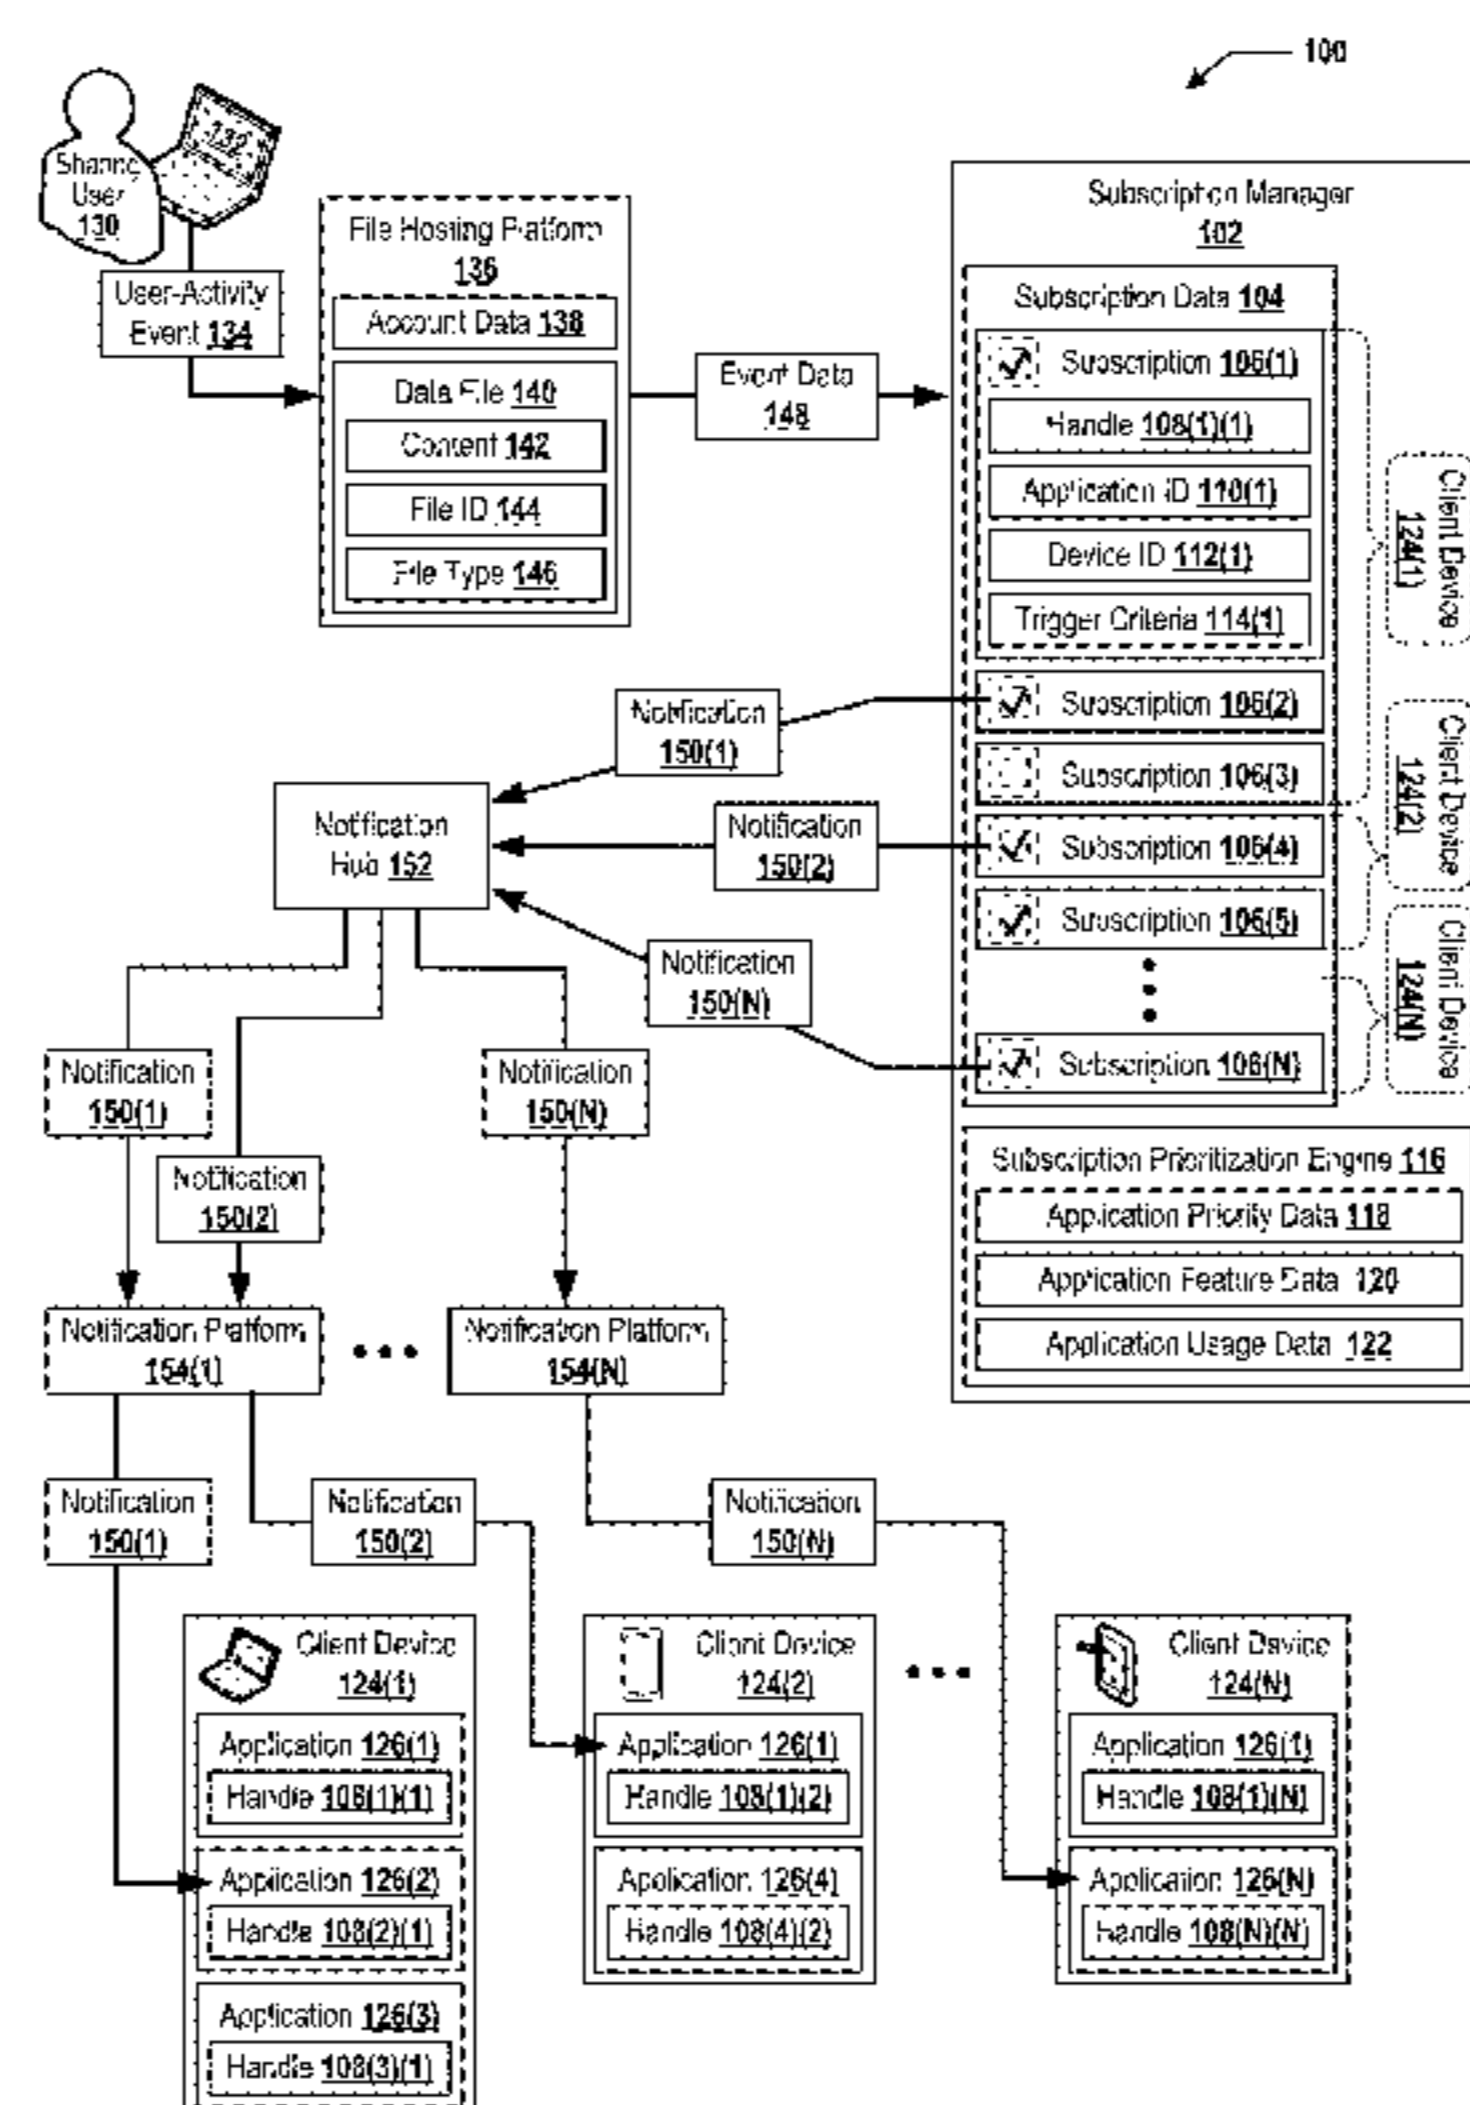 100
132
Sharing
User
130
User-Activity
Event 134
File Hosting Platform
136
Account Data 138
Data File 140
Content 142
File ID 144
File Type 146
Event Data
148
Subscription Manager
102
Subscription Data 104
Subscription 106(1)
Handle 108(1)(1)
Application ID 110(1)
Device ID 112(1)
Trigger Criteria 114(1)
Subscription 106(2)
Subscription 106(3)
Subscription 106(4)
Subscription 106(5)
Subscription 106(N)
Client Device
124(1)
Client Device
124(2)
Client Device
124(N)
Subscription Prioritization Engine 116
Application Priority Data 118
Application Feature Data 120
Application Usage Data 122
Notification
150(1)
Notification
150(2)
Notification
150(N)
Notification
Hub 152
Notification
150(1)
Notification
150(2)
Notification
150(N)
Notification Platform
154(1)
Notification Platform
154(N)
Notification
150(1)
Notification
150(2)
Notification
150(N)
Client Device
124(1)
Application 126(1)
Handle 108(1)(1)
Application 126(2)
Handle 108(2)(1)
Application 126(3)
Handle 108(3)(1)
Client Device
124(2)
Application 126(1)
Handle 108(1)(2)
Application 126(4)
Handle 108(4)(2)
Client Device
124(N)
Application 126(1)
Handle 108(1)(N)
Application 126(N)
Handle 108(N)(N)